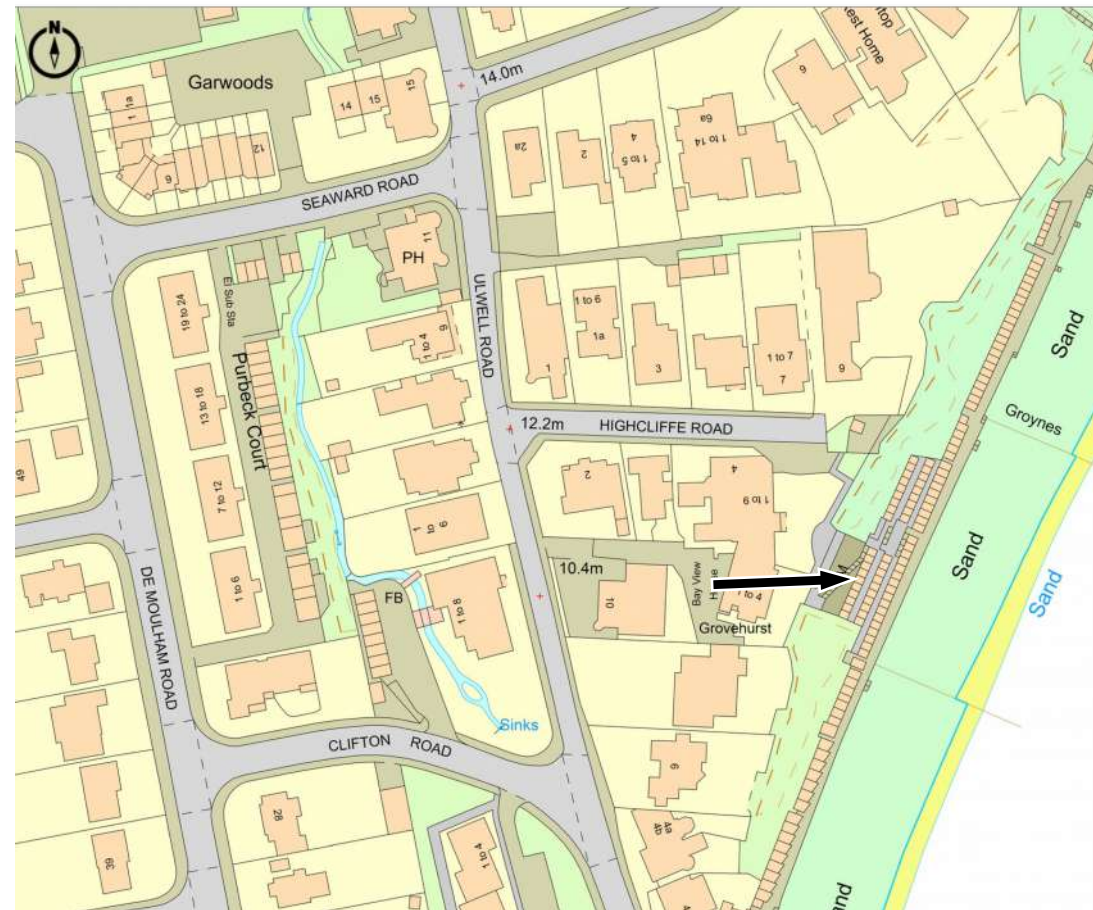 N
Garwoods
1
1a
6
12
14
15
15
14.0m
top
est Home
9
2a
2
4
1 to 5
6a
1 to 14
SEAWARD ROAD
PH
11
ULWELL ROAD
El Sub Sta
19 to 24
13 to 18
7 to 12
1 to 6
Purbeck Court
9
1 to 4
1 to 6
1a
1
3
1 to 7
7
9
Sand
Groynes
12.2m
HIGHCLIFFE ROAD
49
2
4
1 to 9
DE MOULHAM ROAD
FB
1 to 8
10.4m
10
Bay View
1 to 4
Grovehurst
Sand
Sand
Sinks
CLIFTON ROAD
28
39
1 to 4
9
4a
4b
Sand